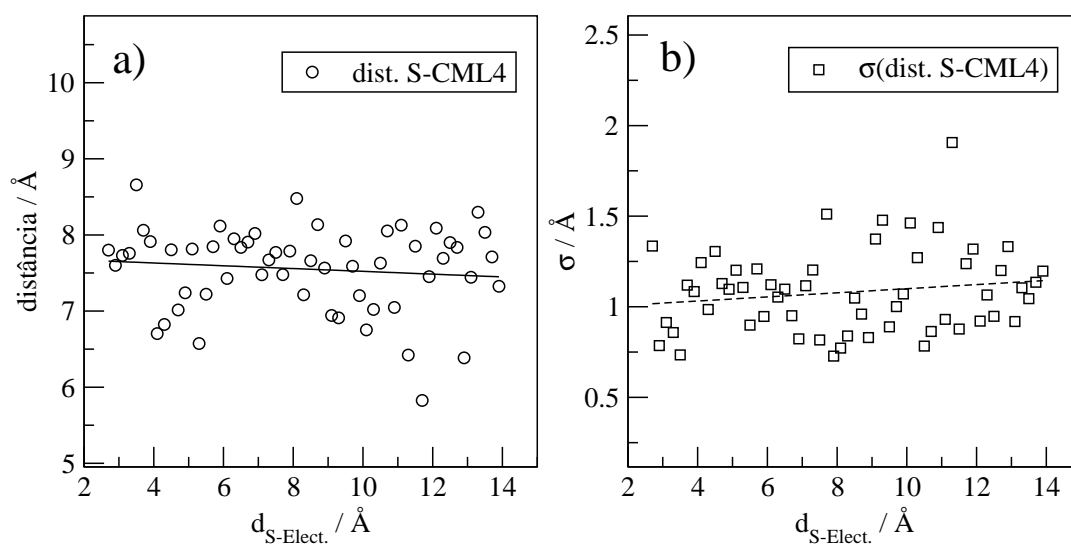 a)
dist. S-CML4
distância / Å
10
9
8
7
6
5
2 4 6 8 10 12 14
d_S-Elect. / Å
b)
σ(dist. S-CML4)
σ / Å
2.5
2
1.5
1
0.5
2 4 6 8 10 12 14
d_S-Elect. / Å